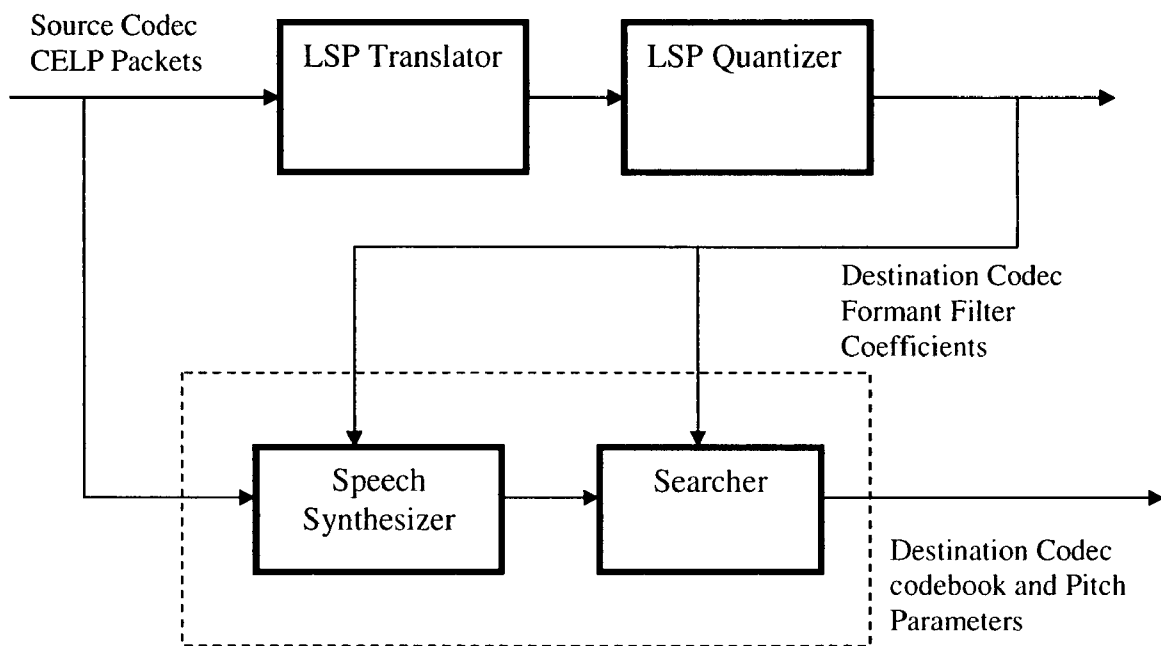 Source Codec
CELP Packets
LSP Translator
LSP Quantizer
Destination Codec
Formant Filter
Coefficients
Speech
Synthesizer
Searcher
Destination Codec
codebook and Pitch
Parameters